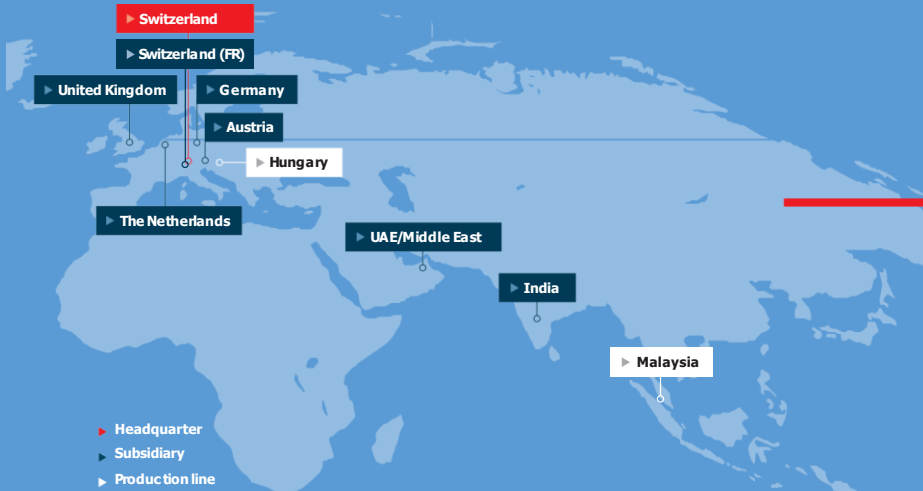 Switzerland
Switzerland (FR)
United Kingdom
Germany
Austria
Hungary
The Netherlands
UAE/Middle East
India
Malaysia
Headquarter
Subsidiary
Production line